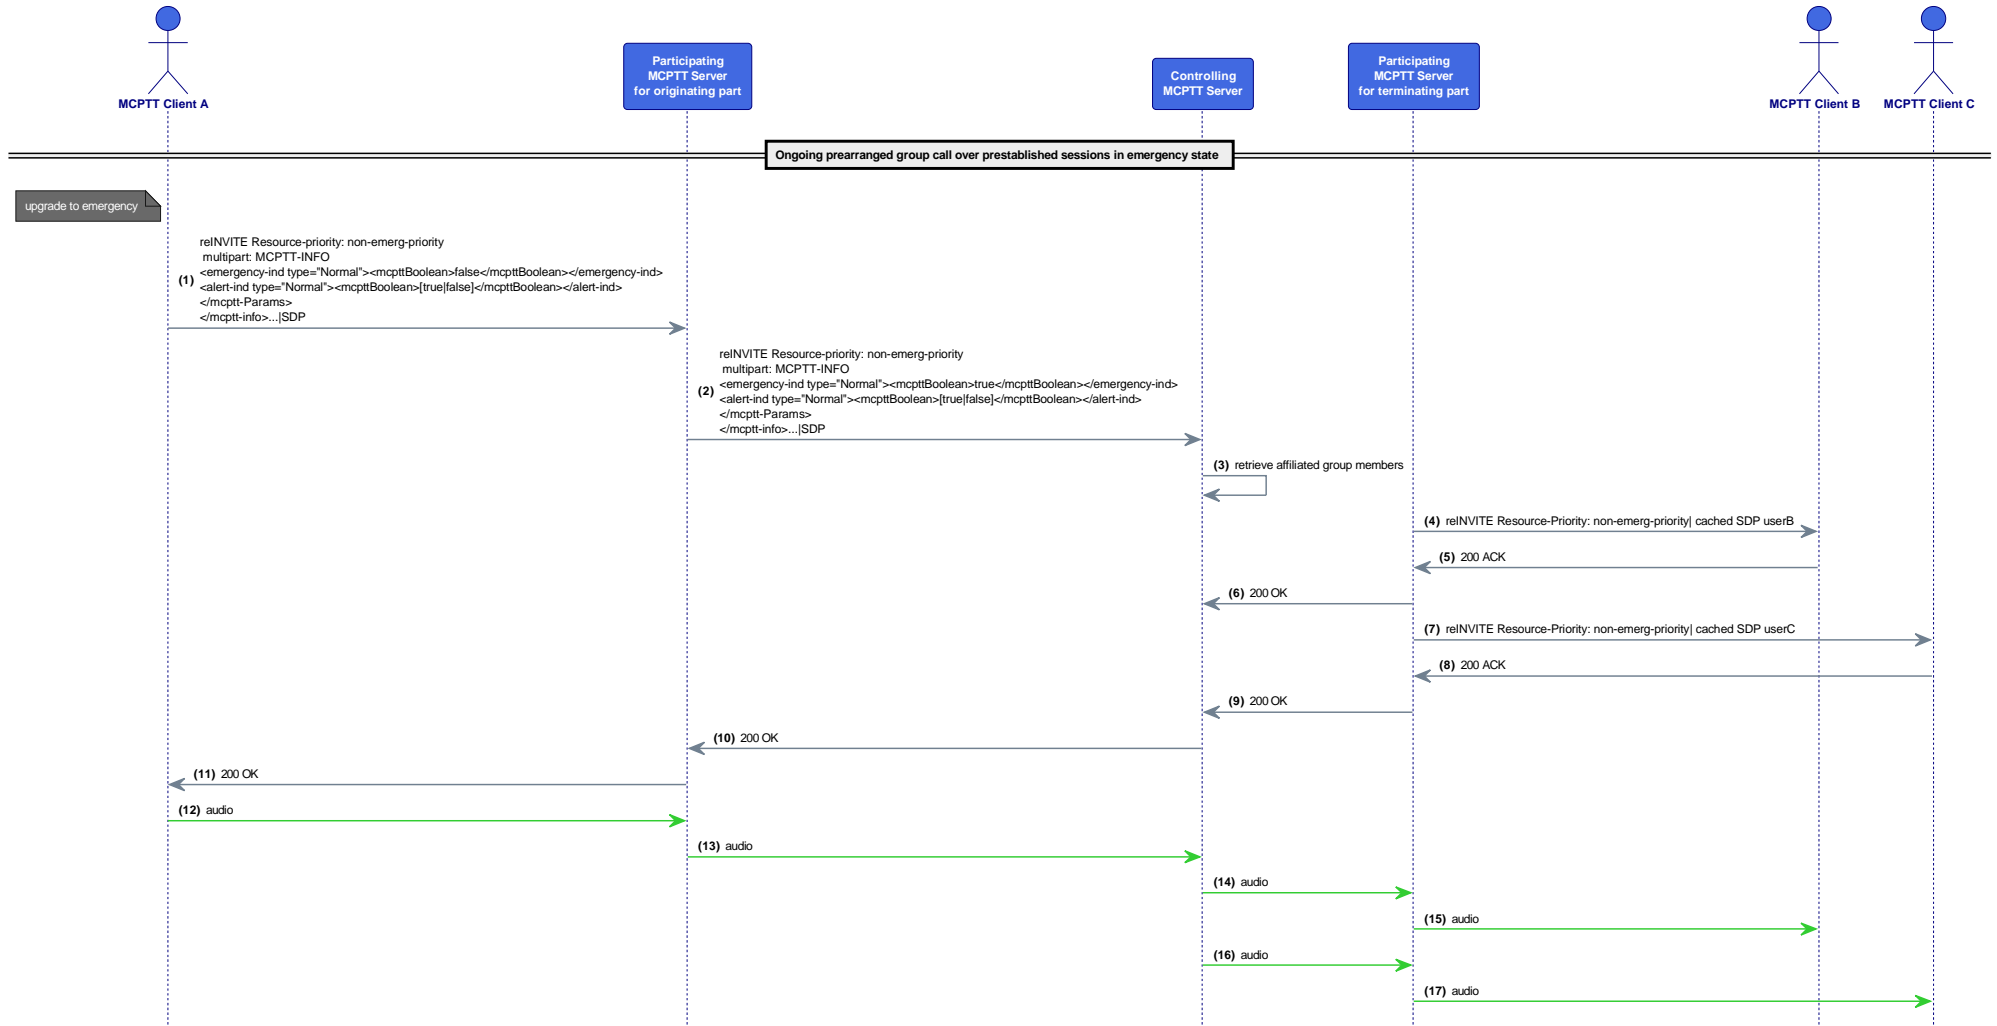 MCPTT Client A
Participating
MCPTT Server
for originating part
Controlling
MCPTT Server
Participating
MCPTT Server
for terminating part
MCPTT Client B
MCPTT Client C
Ongoing prearranged group call over prestablished sessions in emergency state
upgrade to emergency
reINVITE Resource-priority: non-emerg-priority
multipart: MCPTT-INFO
(1) <emergency-ind type="Normal"><mcpttBoolean>false</mcpttBoolean></emergency-ind>
<alert-ind type="Normal"><mcpttBoolean>[true|false]</mcpttBoolean></alert-ind>
</mcptt-Params>
</mcptt-info>...|SDP
reINVITE Resource-priority: non-emerg-priority
multipart: MCPTT-INFO
(2) <emergency-ind type="Normal"><mcpttBoolean>true</mcpttBoolean></emergency-ind>
<alert-ind type="Normal"><mcpttBoolean>[true|false]</mcpttBoolean></alert-ind>
</mcptt-Params>
</mcptt-info>...|SDP
(3) retrieve affiliated group members
(4) reINVITE Resource-Priority: non-emerg-priority| cached SDP userB
(5) 200 ACK
(6) 200 OK
(7) reINVITE Resource-Priority: non-emerg-priority| cached SDP userC
(8) 200 ACK
(9) 200 OK
(10) 200 OK
(11) 200 OK
(12) audio
(13) audio
(14) audio
(15) audio
(16) audio
(17) audio